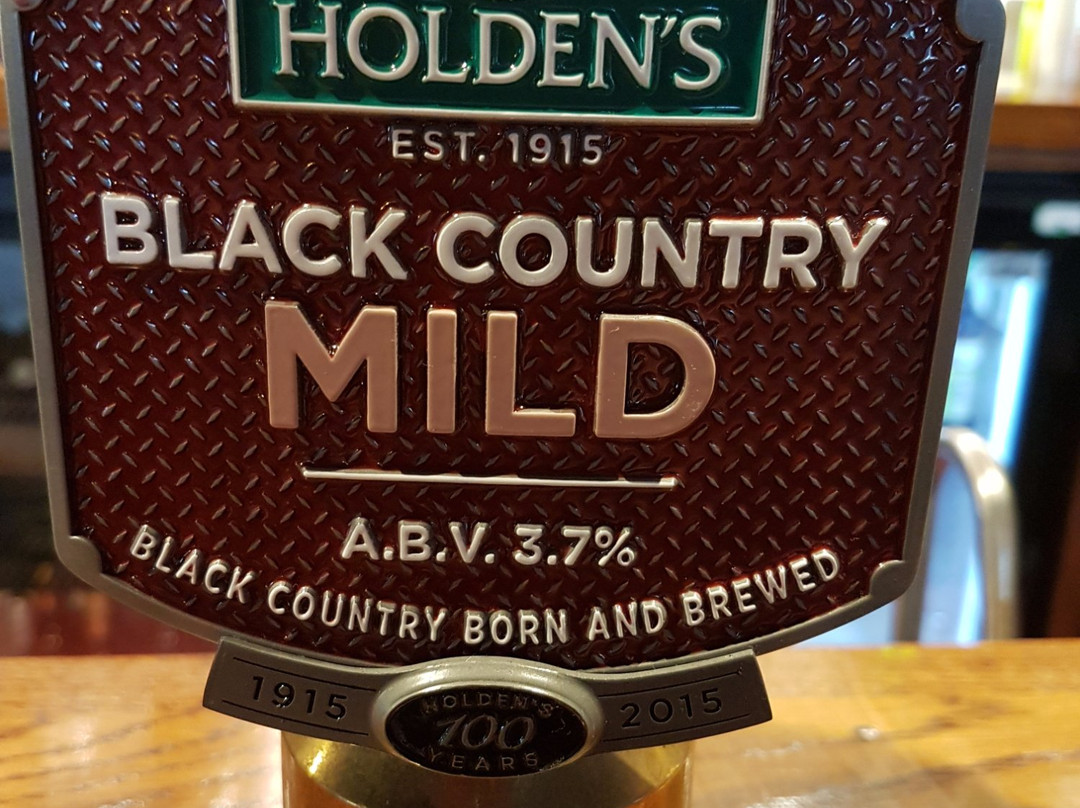 HOLDEN'S
EST. 1915
BLACK COUNTRY
MILD
A.B.V. 3.7%
BLACK COUNTRY BORN AND BREWED
1915
HOLDEN'S
100
YEARS
2015